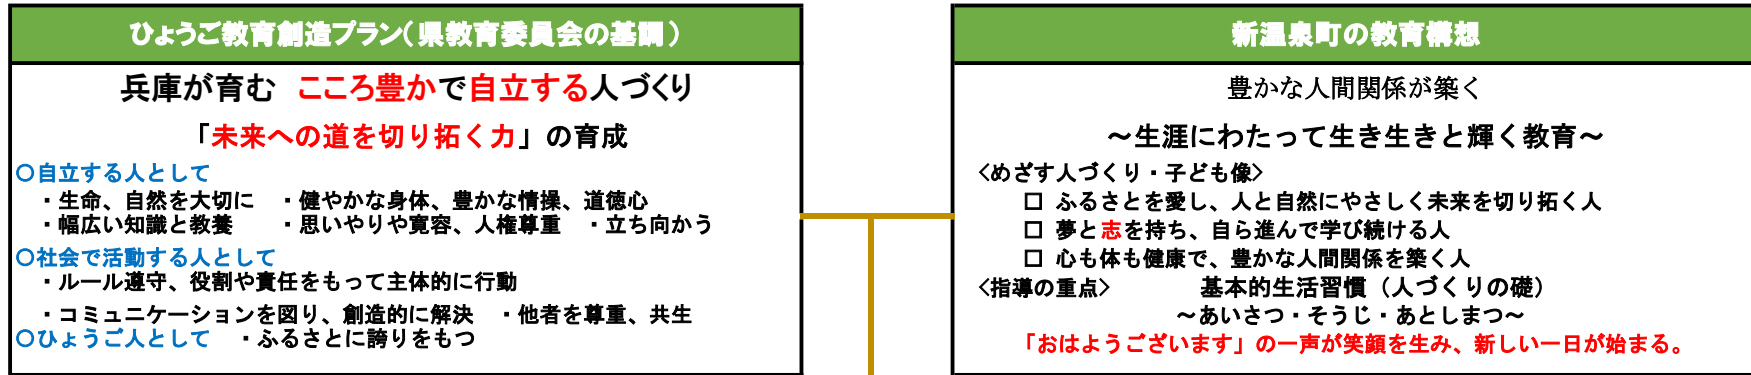 ひょうご教育創造プラン(県教育委員会の基調)
兵庫が育む こころ豊かで自立する人づくり
「未来への道を切り拓く力」の育成
○自立する人として
・生命、自然を大切に ・健やかな身体、豊かな情操、道徳心
・幅広い知識と教養 ・思いやりや寛容、人権尊重 ・立ち向かう
○社会で活動する人として
・ルール遵守、役割や責任をもって主体的に行動
・コミュニケーションを図り、創造的に解決 ・他者を尊重、共生
○ひょうご人として ・ふるさとに誇りをもつ
新温泉町の教育構想
豊かな人間関係が築く
～生涯にわたって生き生きと輝く教育～
<めざす人づくり・子ども像>
□ ふるさとを愛し、人と自然にやさしく未来を切り拓く人
□ 夢と志を持ち、自ら進んで学び続ける人
□ 心も体も健康で、豊かな人間関係を築く人
<指導の重点> 基本的生活習慣（人づくりの礎）
～あいさつ・そうじ・あとしまつ～
「おはようございます」の一声が笑顔を生み、新しい一日が始まる。